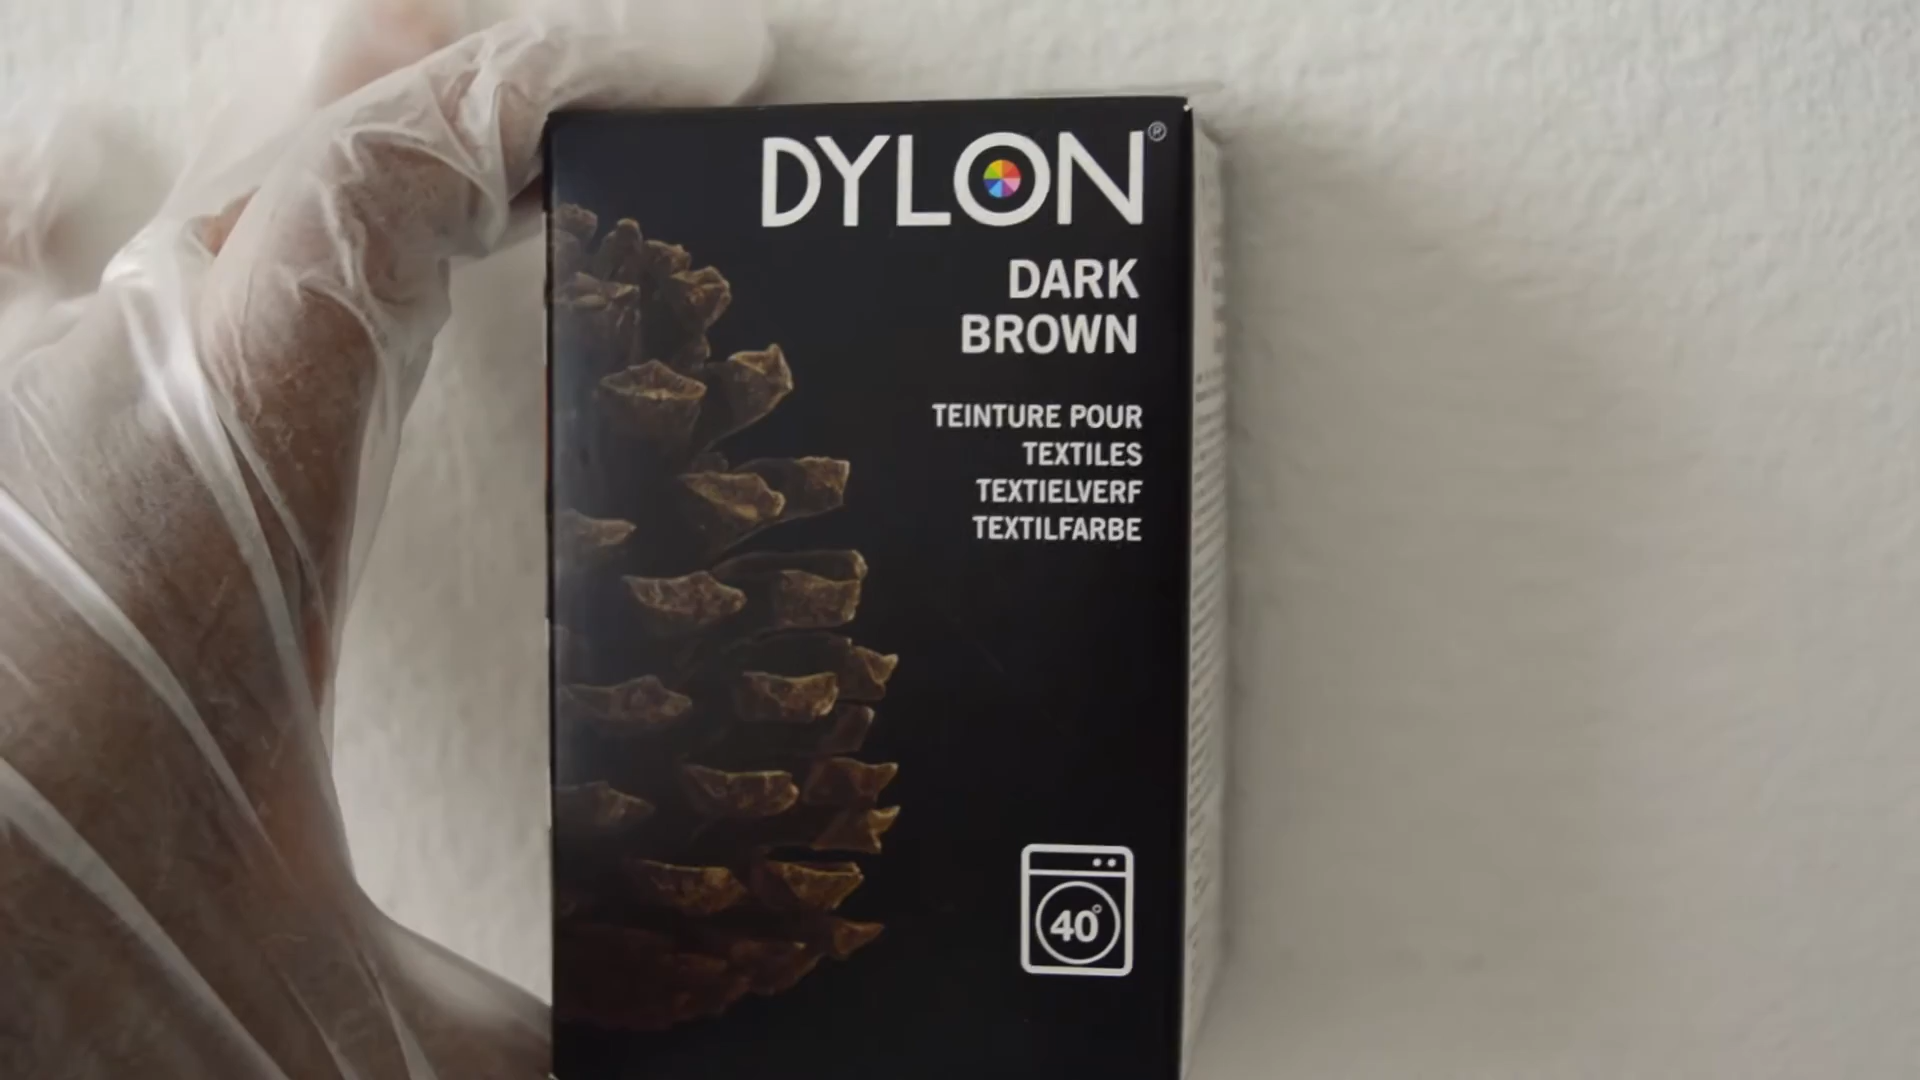 DYLON®
DARK
BROWN
TEINTURE POUR
TEXTILES
TEXTIELVERF
TEXTILFARBE
40°